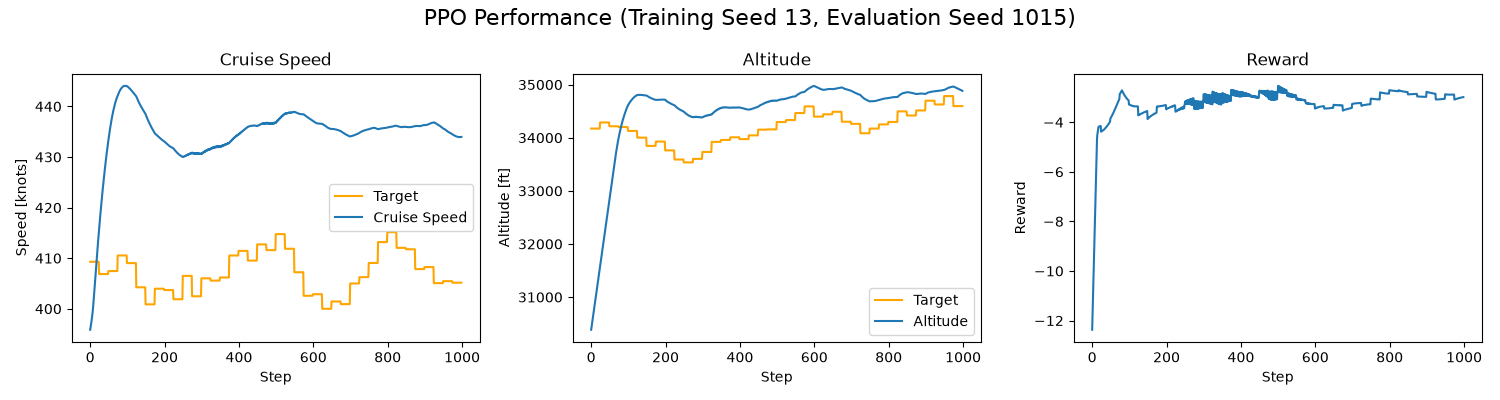 PPO Performance (Training Seed 13, Evaluation Seed 1015)
Cruise Speed
Speed [knots]
440
430
420
410
400
0 200 400 600 800 1000
Step
Target
Cruise Speed
Altitude
Altitude [ft]
35000
34000
33000
32000
31000
0 200 400 600 800 1000
Step
Target
Altitude
Reward
Reward
−4
−6
−8
−10
−12
0 200 400 600 800 1000
Step